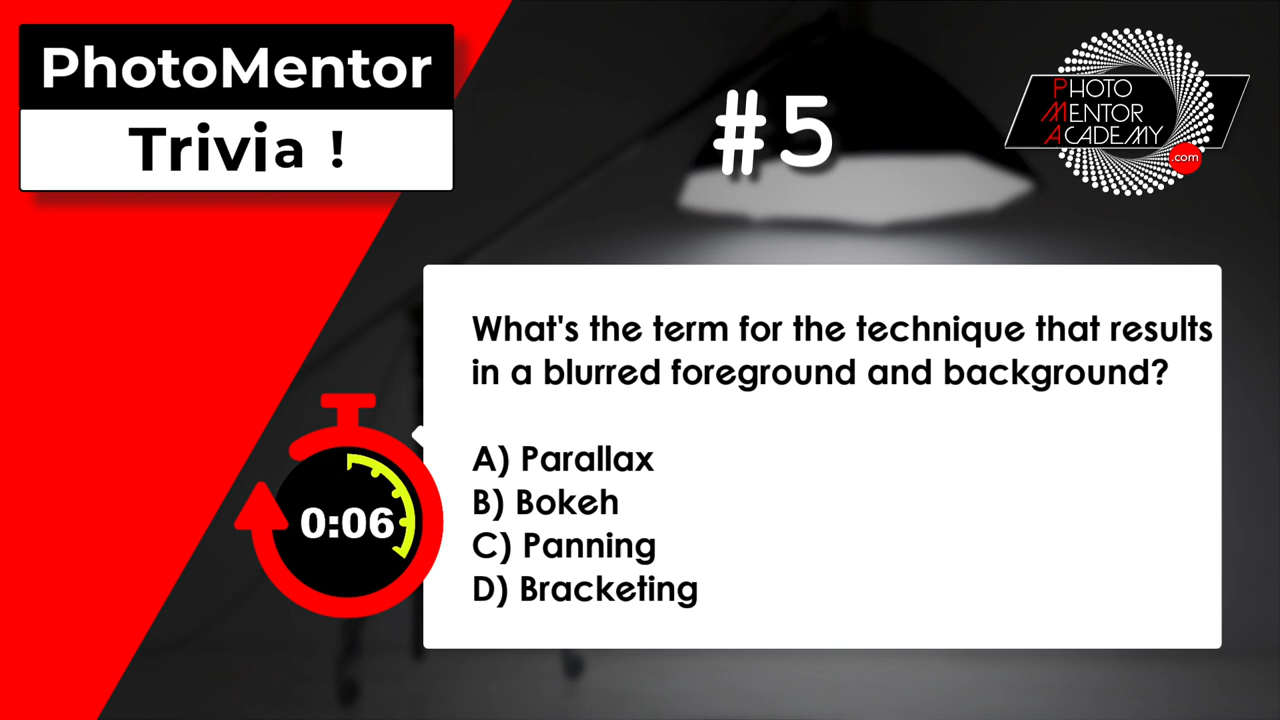 PhotoMentor
Trivia !
#5
PHOTO
MENTOR
ACADEMY
.com
What's the term for the technique that results
in a blurred foreground and background?
A) Parallax
B) Bokeh
C) Panning
D) Bracketing
0:06